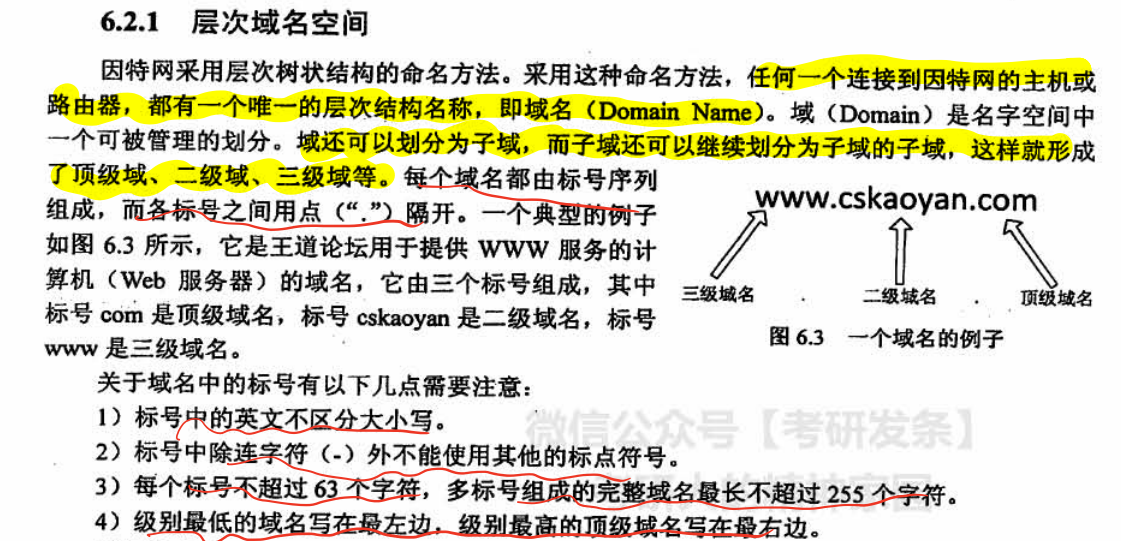 6.2.1 层次域名空间
因特网采用层次树状结构的命名方法。采用这种命名方法，任何一个连接到因特网的主机或
路由器，都有一个唯一的层次结构名称，即域名（Domain Name）。域（Domain）是名字空间中
一个可被管理的划分。域还可以划分为子域，而子域还可以继续划分为子域的子域，这样就形成
了顶级域、二级域、三级域等。每个域名都由标号序列
组成，而各标号之间用点（“.”）隔开。一个典型的例子
如图 6.3 所示，它是王道论坛用于提供 WWW 服务的计
算机（Web 服务器）的域名，它由三个标号组成，其中
标号 com 是顶级域名，标号 cskaoyan 是二级域名，标号
www 是三级域名。
www.cskaoyan.com
三级域名 二级域名 顶级域名
图 6.3 一个域名的例子
关于域名中的标号有以下几点需要注意：
1）标号中的英文不区分大小写。
2）标号中除连字符（-）外不能使用其他的标点符号。
3）每个标号不超过 63 个字符，多标号组成的完整域名最长不超过 255 个字符。
4）级别最低的域名写在最左边，级别最高的顶级域名写在最右边。
微信公众号【考研发条】